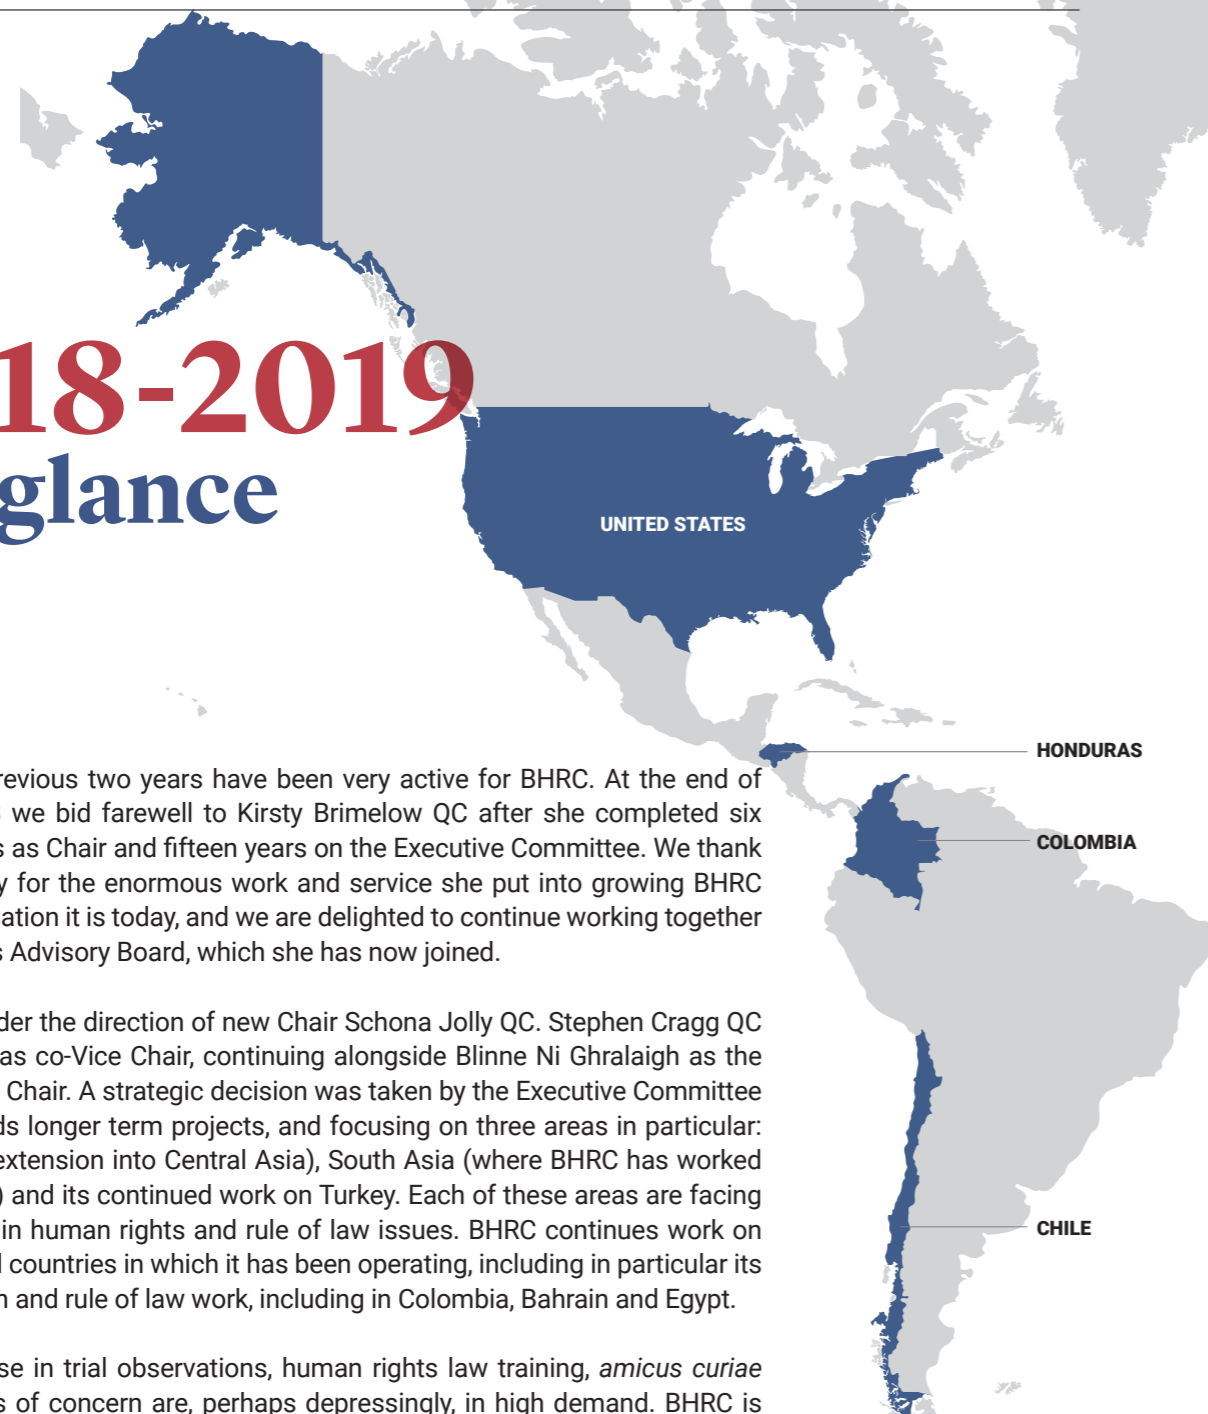 18-2019
glance
UNITED STATES
HONDURAS
COLOMBIA
CHILE
revious two years have been very active for BHRC. At the end of
we bid farewell to Kirsty Brimelow QC after she completed six
s as Chair and fifteen years on the Executive Committee. We thank
y for the enormous work and service she put into growing BHRC
ation it is today, and we are delighted to continue working together
s Advisory Board, which she has now joined.
der the direction of new Chair Schona Jolly QC. Stephen Cragg QC
as co-Vice Chair, continuing alongside Blinne Ni Ghralaigh as the
Chair. A strategic decision was taken by the Executive Committee
ds longer term projects, and focusing on three areas in particular:
extension into Central Asia), South Asia (where BHRC has worked
) and its continued work on Turkey. Each of these areas are facing
in human rights and rule of law issues. BHRC continues work on
l countries in which it has been operating, including in particular its
n and rule of law work, including in Colombia, Bahrain and Egypt.
se in trial observations, human rights law training, amicus curiae
s of concern are, perhaps depressingly, in high demand. BHRC is